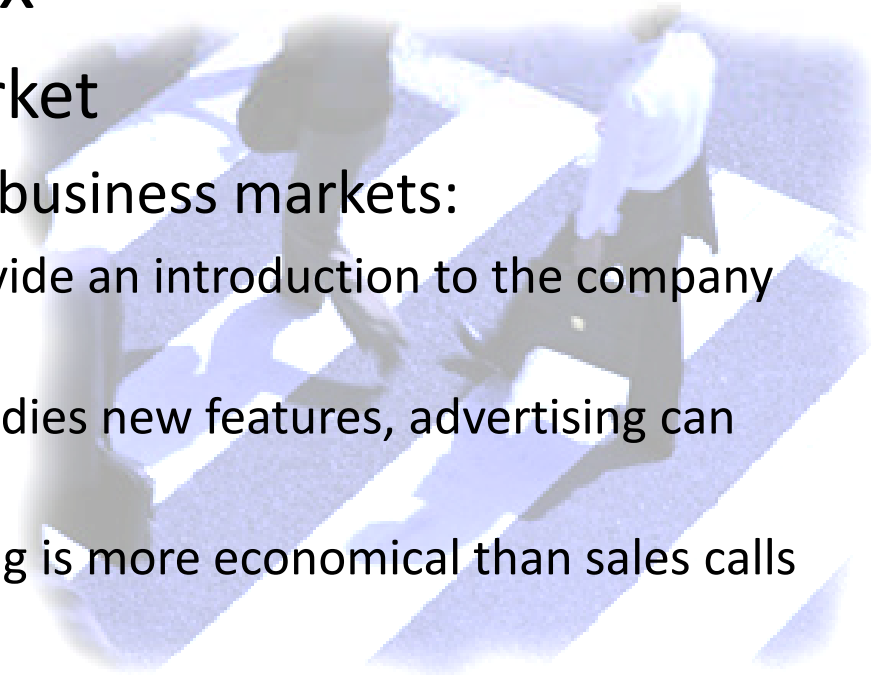 x
rket
business markets:
vide an introduction to the company
dies new features, advertising can
g is more economical than sales calls